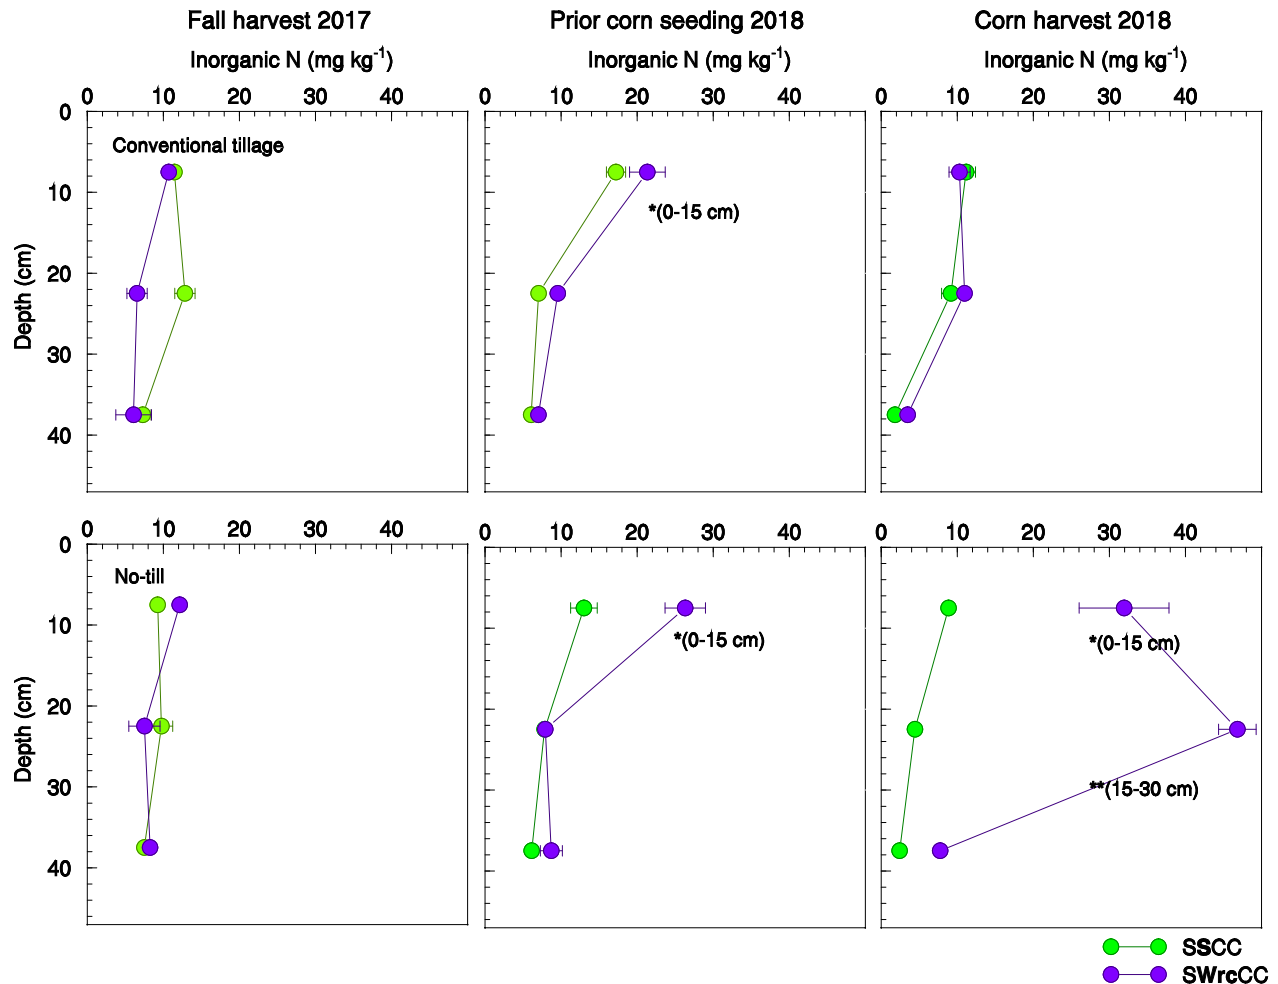 Fall harvest 2017
Prior corn seeding 2018
Corn harvest 2018
Inorganic N (mg kg⁻¹)
Inorganic N (mg kg⁻¹)
Inorganic N (mg kg⁻¹)
0 10 20 30 40
0 10 20 30 40
0 10 20 30 40
0
10
20
30
40
Depth (cm)
Conventional tillage
*(0-15 cm)
0 10 20 30 40
0 10 20 30 40
0 10 20 30 40
0
10
20
30
40
Depth (cm)
No-till
*(0-15 cm)
*(0-15 cm)
**(15-30 cm)
SSCC
SWrcCC